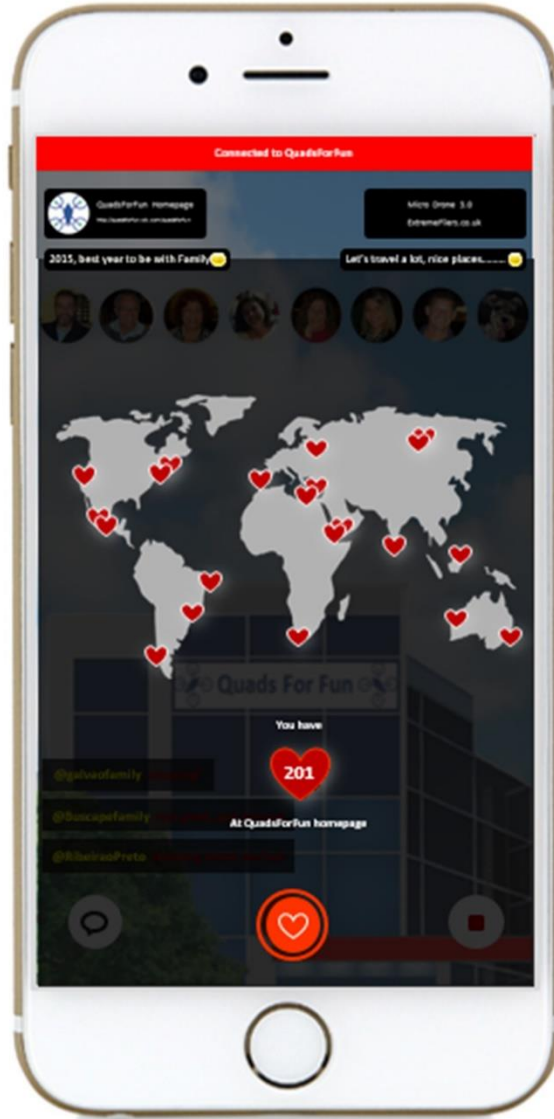 Connected to QuadsForFun
QuadsForFun Homepage
Micro Drone 3.0
ExtremeFliers.co.uk
2015, best year to be with Family
Let's travel a lot, nice places.........
Quads For Fun
You have
201
@galvaofamily
At QuadsForFun homepage
@Buscapefamily
@RibeiraoPreto